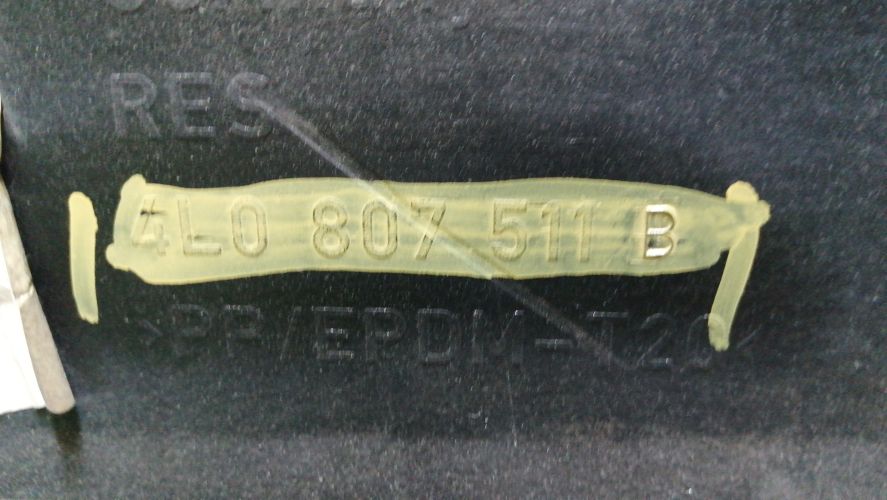 RES
4L0 807 511 B
>PP/EPDM-T20<